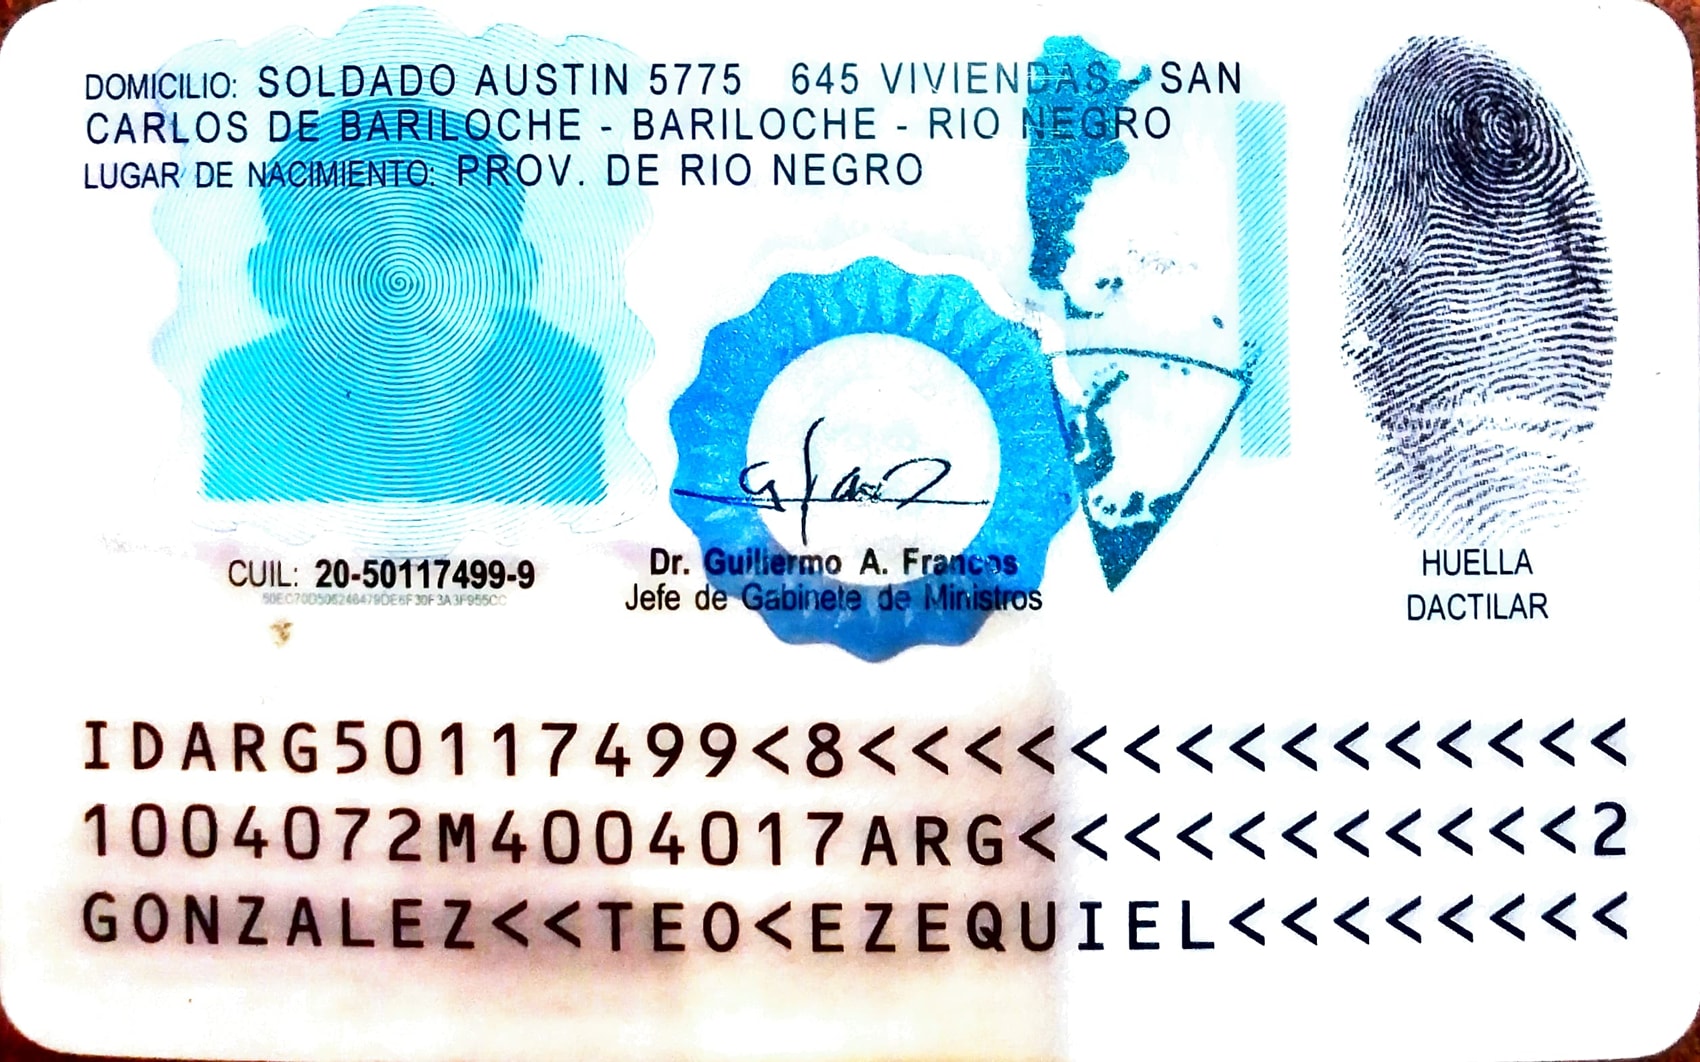 DOMICILIO: SOLDADO AUSTIN 5775 645 VIVIENDAS - SAN
CARLOS DE BARILOCHE - BARILOCHE - RIO NEGRO
LUGAR DE NACIMIENTO: PROV. DE RIO NEGRO
CUIL: 20-50117499-9
Dr. Guillermo A. Francos
Jefe de Gabinete de Ministros
HUELLA
DACTILAR
IDARG50117499<8<<<<<<<<<<<<<<<
1004072M4004017ARG<<<<<<<<<<<2
GONZALEZ<<TEO<EZEQUIEL<<<<<<<<